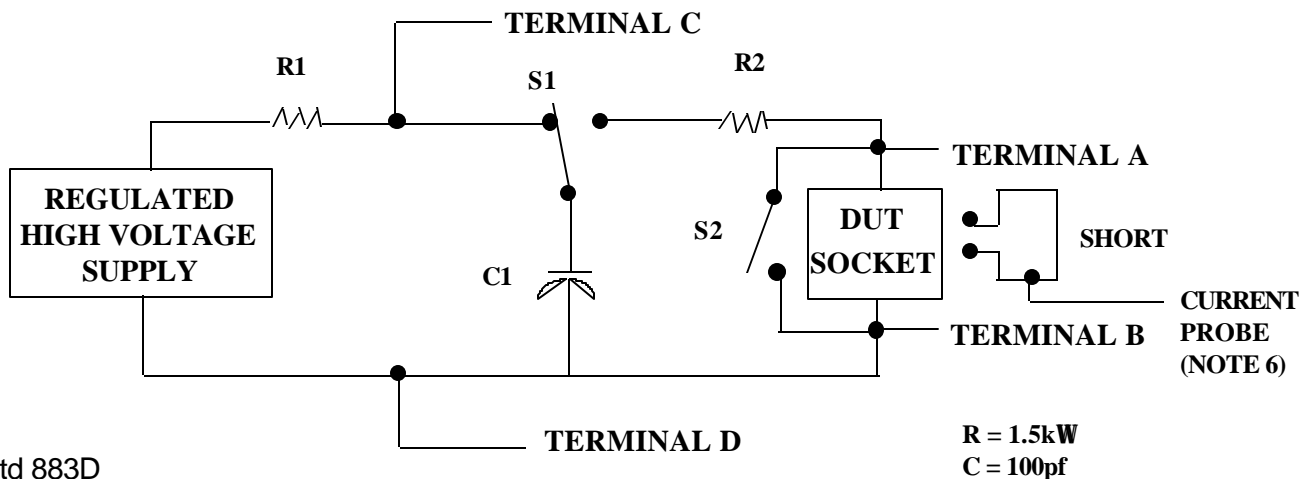 TERMINAL C
R1
S1
R2
TERMINAL A
REGULATED
HIGH VOLTAGE
SUPPLY
S2
DUT
SOCKET
SHORT
C1
CURRENT
PROBE
(NOTE 6)
TERMINAL B
TERMINAL D
R = 1.5kW
C = 100pf
td 883D